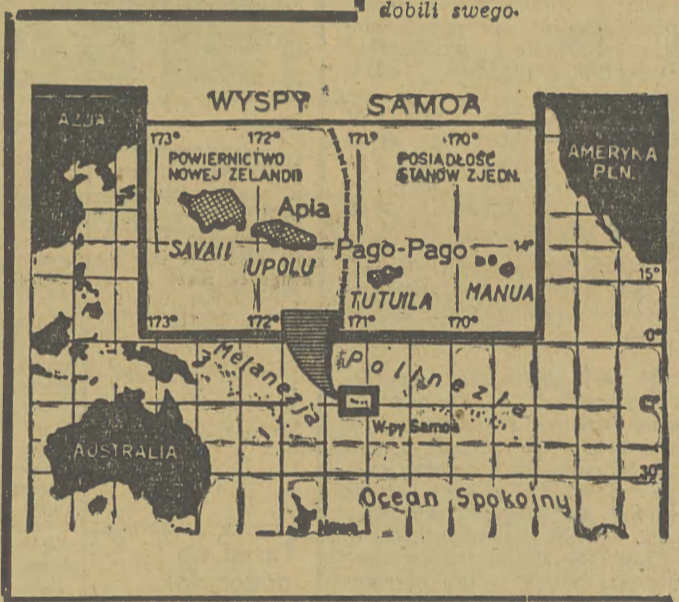 dobili swego.
WYSPY SAMOA
AZJA
173° 172° 171° 170°
POWIERNICTWO
NOWEJ ZELANDII
POSIADŁOŚĆ
STANÓW ZJEDN.
AMERYKA
PŁN.
Apia
SAVAII
UPOLU
Pago-Pago
14°
TUTUILA
MANUA
15°
173° 172° 171° 170°
0°
Melanezja
Polinezja
W-py Samoa
AUSTRALIA
30°
Ocean Spokojny
Nowa